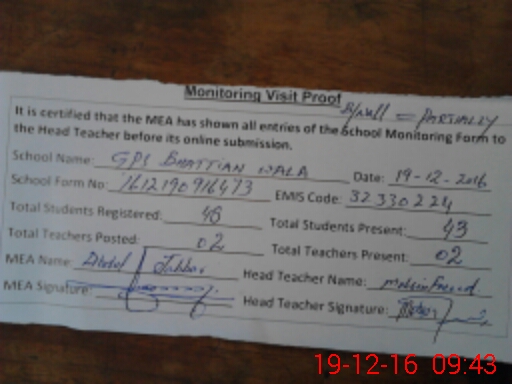 Monitoring Visit Proof
B/wall = PARTIALLY
It is certified that the MEA has shown all entries of the School Monitoring Form to
the Head Teacher before its online submission.
School Name: GPS BHATTIAN WALA Date: 19-12-2016
School Form No: EMIS Code: 32330224
Total Students Registered: 48 Total Students Present: 43
Total Teachers Posted: 02 Total Teachers Present: 02
MEA Name: Jabbar Head Teacher Name:
MEA Signature: Head Teacher Signature:
19-12-16 09:43